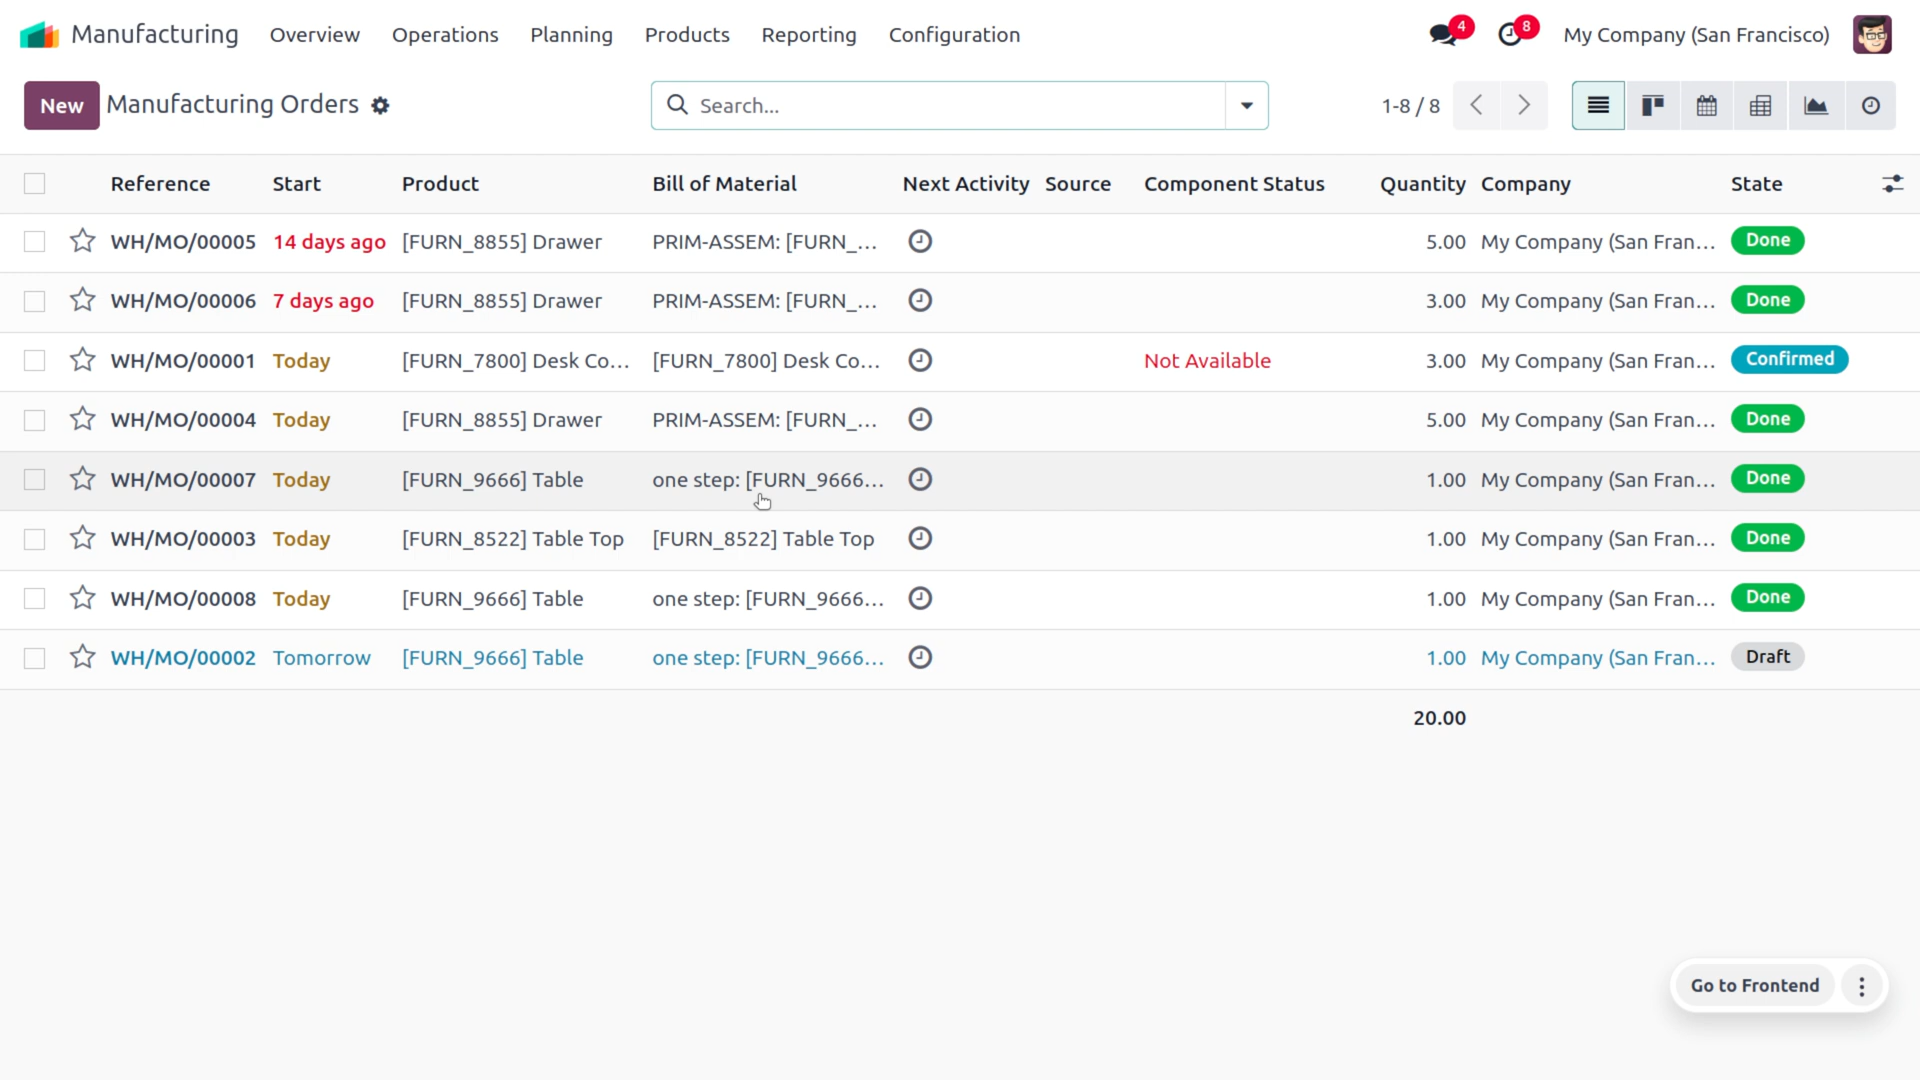 Manufacturing Overview Operations Planning Products Reporting Configuration 4 8 My Company (San Francisco)
New Manufacturing Orders Search... 1-8 / 8
Reference Start Product Bill of Material Next Activity Source Component Status Quantity Company State
WH/MO/00005 14 days ago [FURN_8855] Drawer PRIM-ASSEM: [FURN_... 5.00 My Company (San Fran... Done
WH/MO/00006 7 days ago [FURN_8855] Drawer PRIM-ASSEM: [FURN_... 3.00 My Company (San Fran... Done
WH/MO/00001 Today [FURN_7800] Desk Co... [FURN_7800] Desk Co... Not Available 3.00 My Company (San Fran... Confirmed
WH/MO/00004 Today [FURN_8855] Drawer PRIM-ASSEM: [FURN_... 5.00 My Company (San Fran... Done
WH/MO/00007 Today [FURN_9666] Table one step: [FURN_9666... 1.00 My Company (San Fran... Done
WH/MO/00003 Today [FURN_8522] Table Top [FURN_8522] Table Top 1.00 My Company (San Fran... Done
WH/MO/00008 Today [FURN_9666] Table one step: [FURN_9666... 1.00 My Company (San Fran... Done
WH/MO/00002 Tomorrow [FURN_9666] Table one step: [FURN_9666... 1.00 My Company (San Fran... Draft
20.00
Go to Frontend